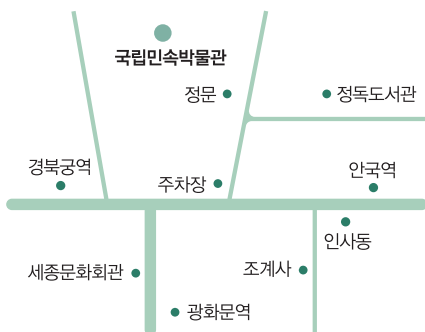 국립민속박물관
정문
정독도서관
경북궁역
주차장
안국역
인사동
세종문화회관
조계사
광화문역